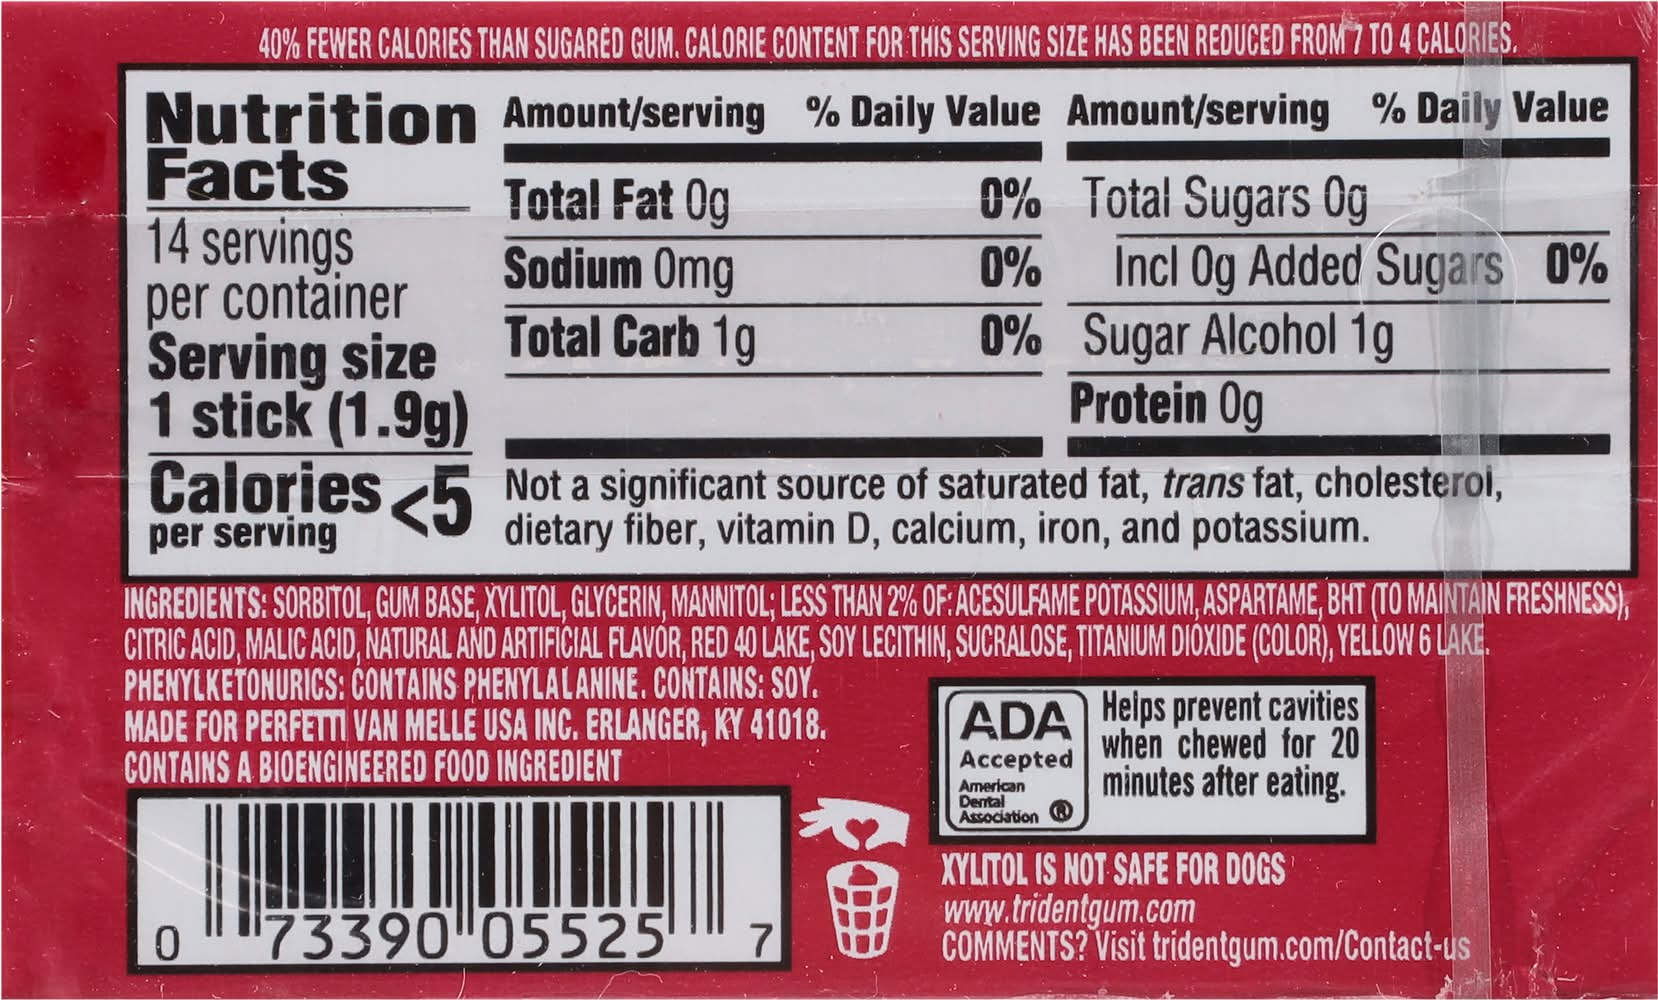 40% FEWER CALORIES THAN SUGARED GUM. CALORIE CONTENT FOR THIS SERVING SIZE HAS BEEN REDUCED FROM 7 TO 4 CALORIES.
Nutrition
Facts
14 servings
per container
Serving size
1 stick (1.9g)
Calories <5
per serving
Amount/serving % Daily Value
Total Fat 0g 0%
Sodium 0mg 0%
Total Carb 1g 0%
Amount/serving % Daily Value
Total Sugars 0g
Incl 0g Added Sugars 0%
Sugar Alcohol 1g
Protein 0g
Not a significant source of saturated fat, trans fat, cholesterol,
dietary fiber, vitamin D, calcium, iron, and potassium.
INGREDIENTS: SORBITOL, GUM BASE, XYLITOL, GLYCERIN, MANNITOL; LESS THAN 2% OF: ACESULFAME POTASSIUM, ASPARTAME, BHT (TO MAINTAIN FRESHNESS),
CITRIC ACID, MALIC ACID, NATURAL AND ARTIFICIAL FLAVOR, RED 40 LAKE, SOY LECITHIN, SUCRALOSE, TITANIUM DIOXIDE (COLOR), YELLOW 6 LAKE.
PHENYLKETONURICS: CONTAINS PHENYLALANINE. CONTAINS: SOY.
MADE FOR PERFETTI VAN MELLE USA INC. ERLANGER, KY 41018.
CONTAINS A BIOENGINEERED FOOD INGREDIENT
0 73390 05525 7
ADA
Accepted
American
Dental
Association ®
Helps prevent cavities
when chewed for 20
minutes after eating.
XYLITOL IS NOT SAFE FOR DOGS
www.tridentgum.com
COMMENTS? Visit tridentgum.com/Contact-us